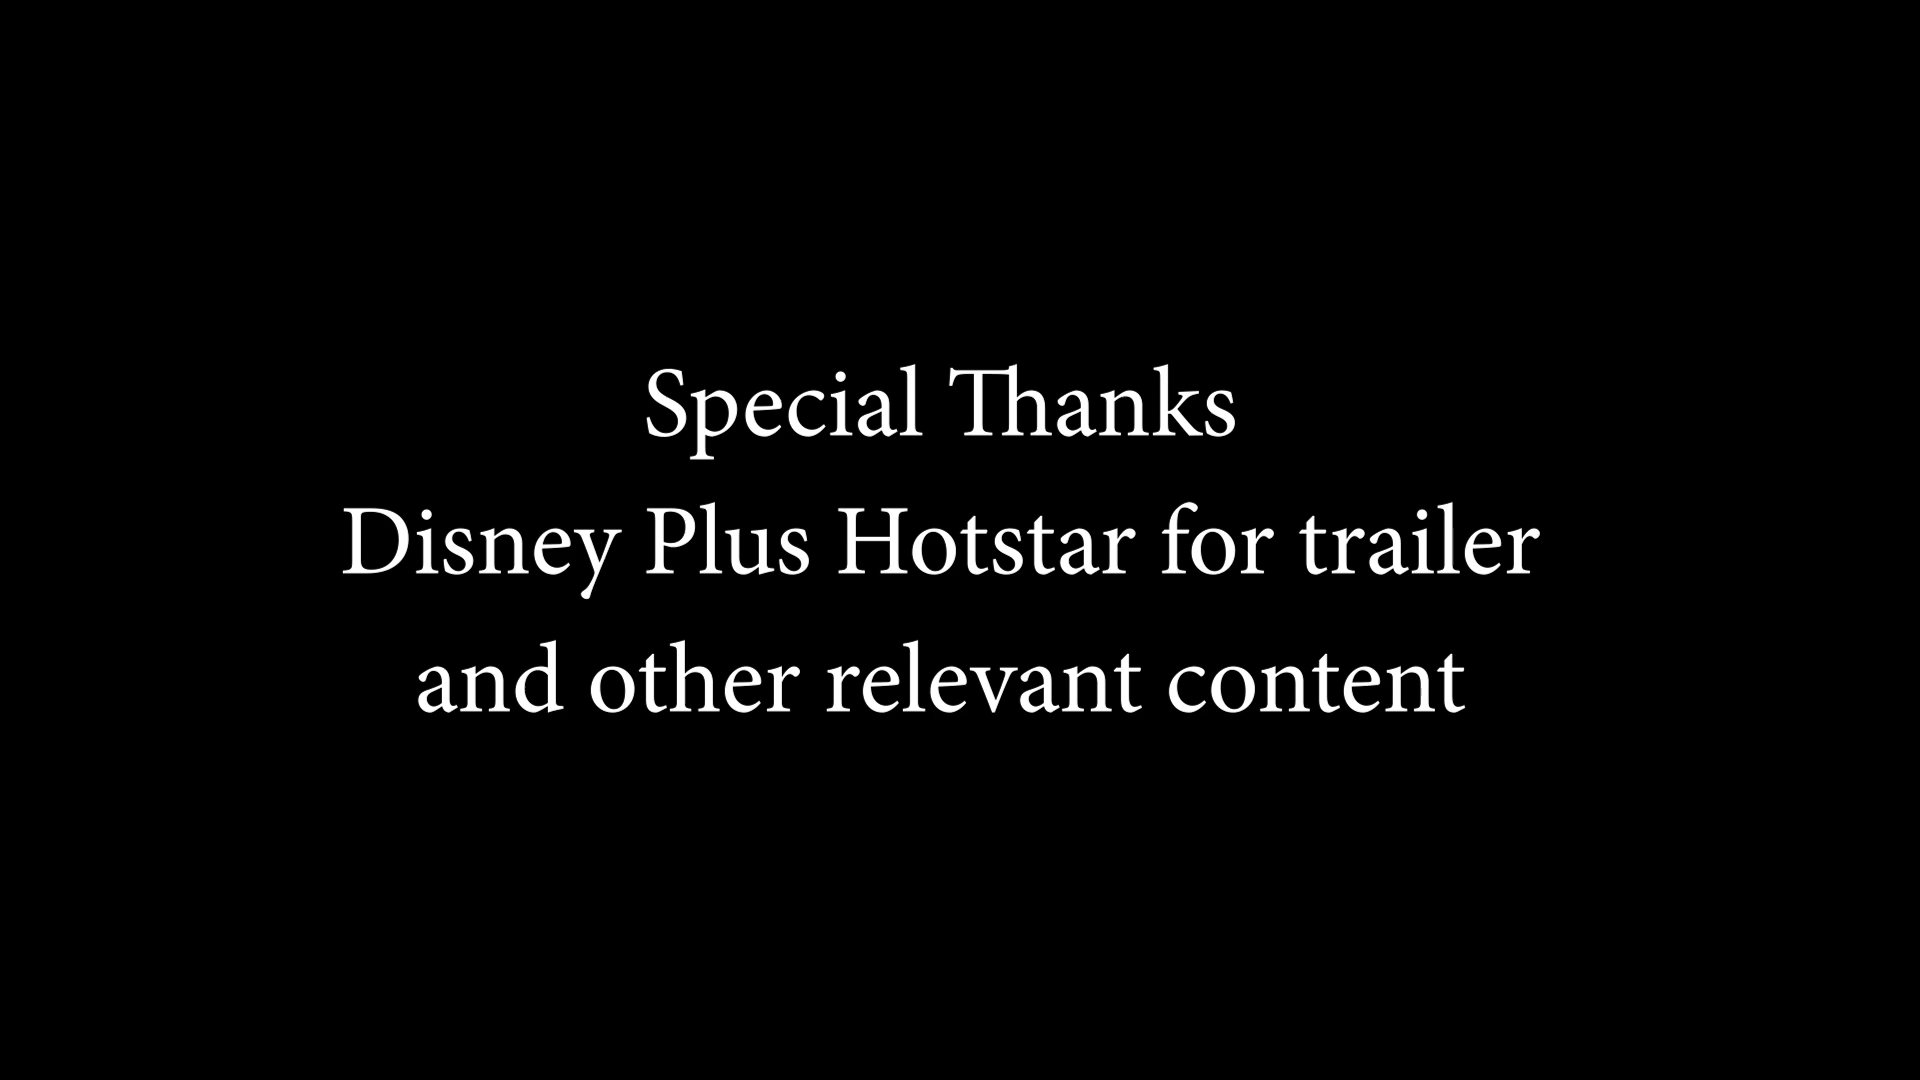 Special Thanks
Disney Plus Hotstar for trailer
and other relevant content